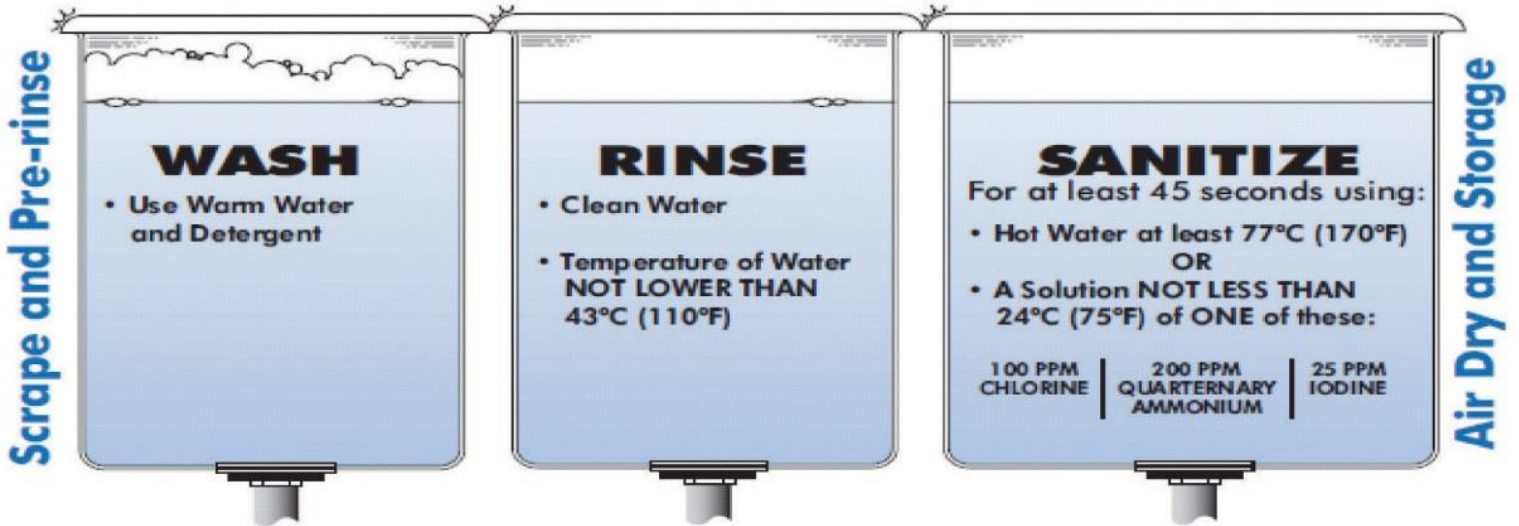 Scrape and Pre-rinse
WASH
• Use Warm Water
and Detergent
RINSE
• Clean Water
• Temperature of Water
NOT LOWER THAN
43°C (110°F)
SANITIZE
For at least 45 seconds using:
• Hot Water at least 77°C (170°F)
OR
• A Solution NOT LESS THAN
24°C (75°F) of ONE of these:
100 PPM
CHLORINE
200 PPM
QUARTERNARY
AMMONIUM
25 PPM
IODINE
Air Dry and Storage